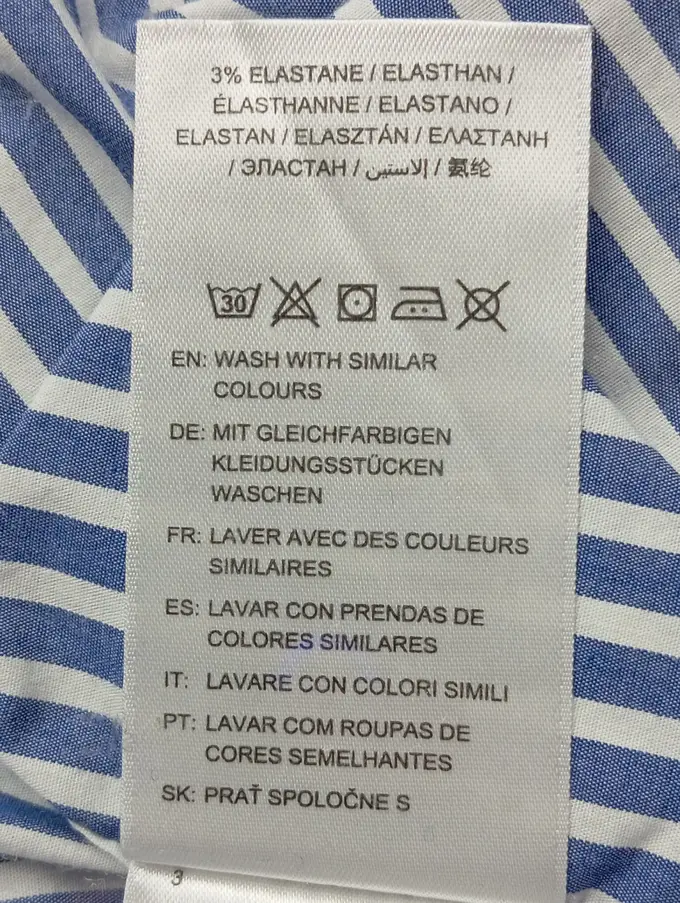 3% ELASTANE / ELASTHAN /
ÉLASTHANNE / ELASTANO /
ELASTAN / ELASZTÁN / ΕΛΑΣΤΑΝΗ
/ ЭЛАСТАН / إلاستين / 氨纶
30
EN: WASH WITH SIMILAR
COLOURS
DE: MIT GLEICHFARBIGEN
KLEIDUNGSSTÜCKEN
WASCHEN
FR: LAVER AVEC DES COULEURS
SIMILAIRES
ES: LAVAR CON PRENDAS DE
COLORES SIMILARES
IT: LAVARE CON COLORI SIMILI
PT: LAVAR COM ROUPAS DE
CORES SEMELHANTES
SK: PRAŤ SPOLOČNE S
3